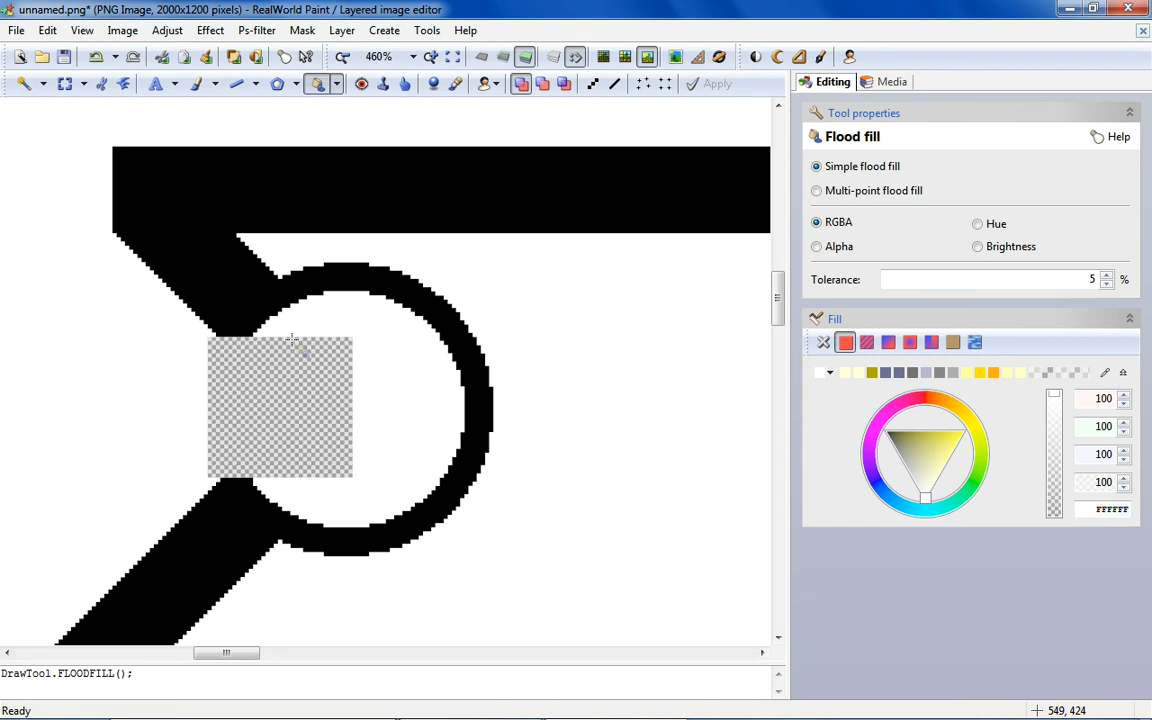 unnamed.png* (PNG Image, 2000x1200 pixels) - RealWorld Paint / Layered image editor
File Edit View Image Adjust Effect Ps-filter Mask Layer Create Tools Help
460%
Apply
Editing Media
Tool properties
Flood fill Help
Simple flood fill
Multi-point flood fill
RGBA Hue
Alpha Brightness
Tolerance: 5 %
Fill
100
100
100
100
FFFFFF
DrawTool.FLOODFILL();
Ready 549, 424